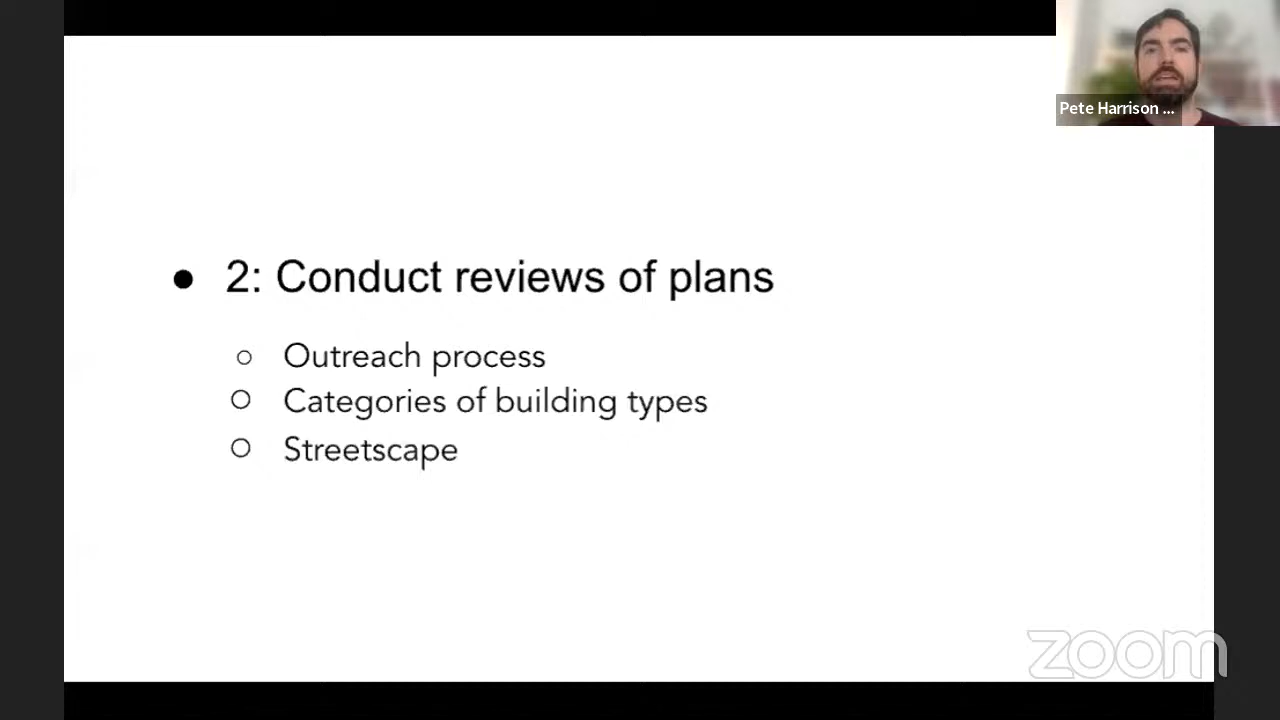 Pete Harrison ...
● 2: Conduct reviews of plans
○ Outreach process
○ Categories of building types
○ Streetscape
zoom